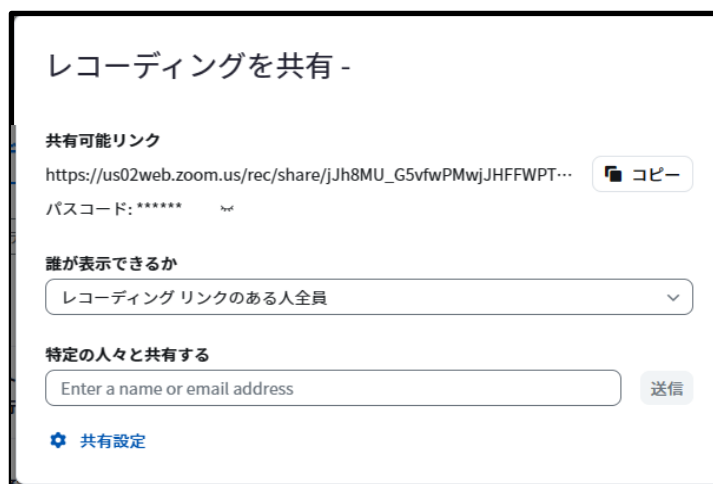 レコーディングを共有 -
共有可能リンク
https://us02web.zoom.us/rec/share/jJh8MU_G5vfwPMwjJHFFWPT… コピー
パスコード: ******
誰が表示できるか
レコーディング リンクのある人全員
特定の人々と共有する
Enter a name or email address 送信
共有設定